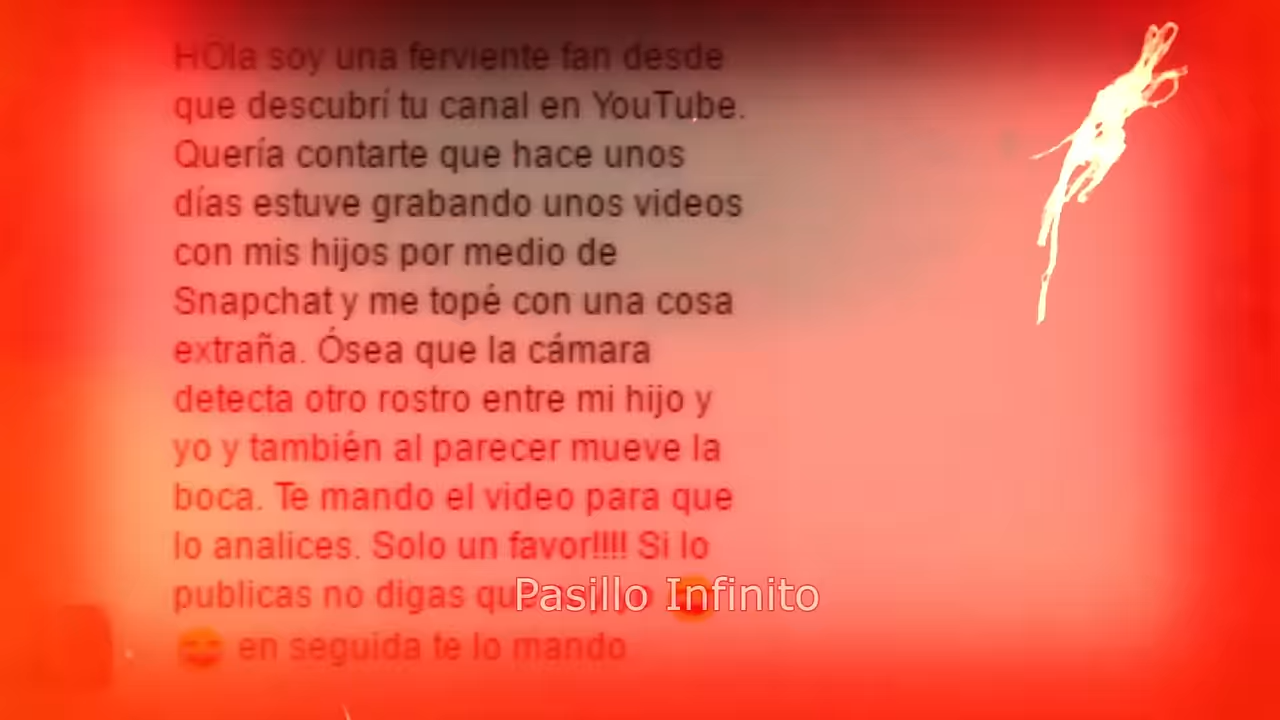 HOla soy una ferviente fan desde
que descubrí tu canal en YouTube.
Quería contarte que hace unos
días estuve grabando unos videos
con mis hijos por medio de
Snapchat y me topé con una cosa
extraña. Ósea que la cámara
detecta otro rostro entre mi hijo y
yo y también al parecer mueve la
boca. Te mando el video para que
lo analices. Solo un favor!!!! Si lo
publicas no digas
Pasillo Infinito
😊 en seguida te lo mando